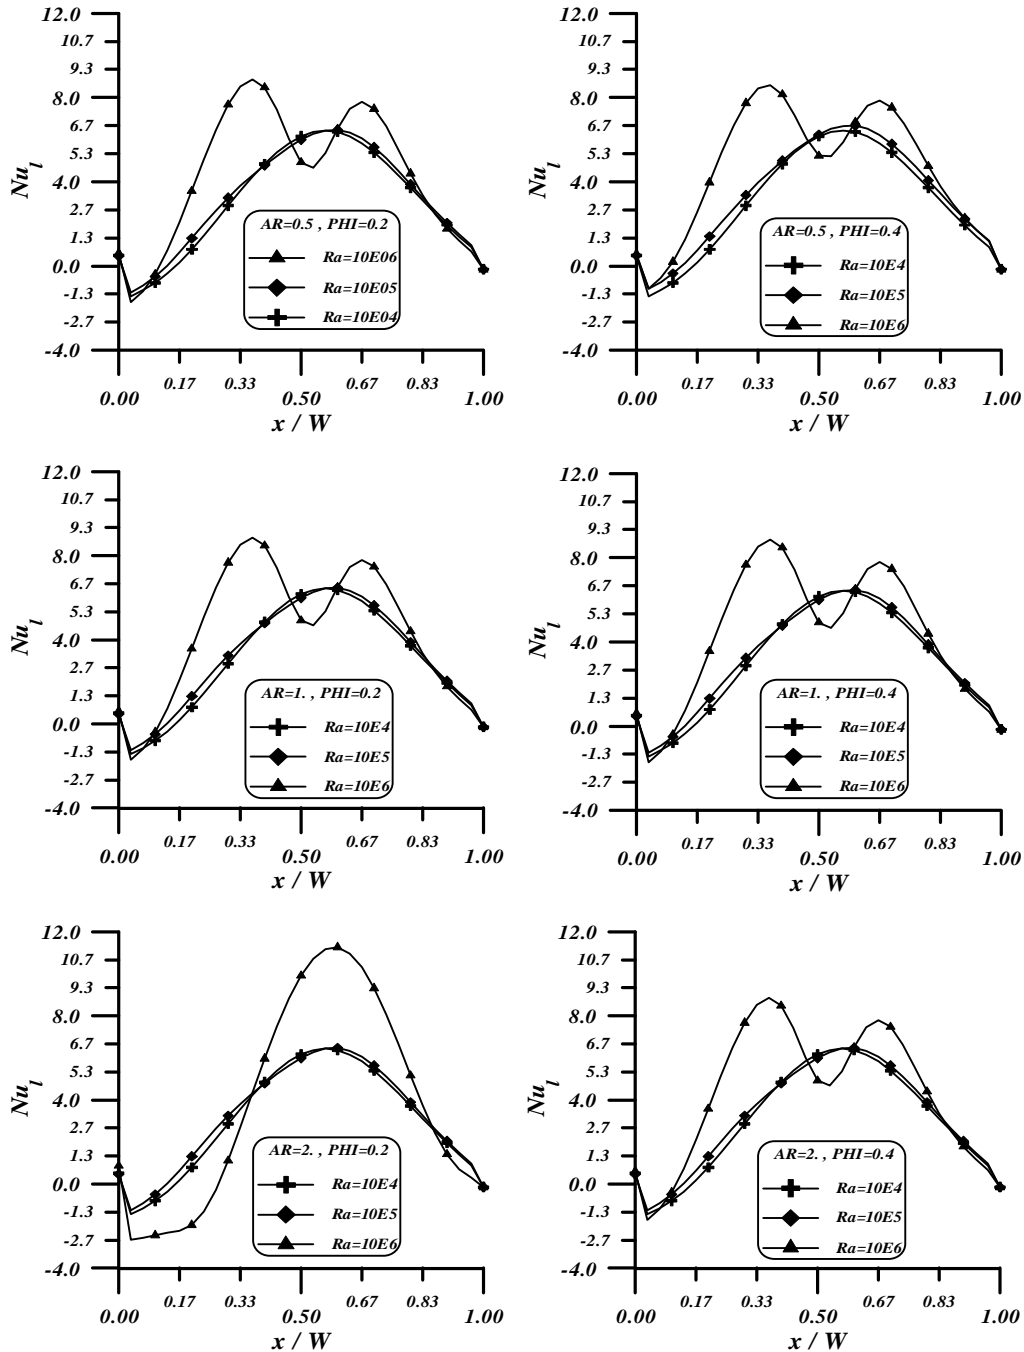 12.0
10.7
9.3
8.0
6.7
5.3
4.0
2.7
1.3
0.0
-1.3
-2.7
-4.0
Nu_l
AR=0.5 , PHI=0.2
Ra=10E06
Ra=10E05
Ra=10E04
0.17 0.33 0.67 0.83
0.00 0.50 1.00
x / W
12.0
10.7
9.3
8.0
6.7
5.3
4.0
2.7
1.3
0.0
-1.3
-2.7
-4.0
Nu_l
AR=0.5 , PHI=0.4
Ra=10E4
Ra=10E5
Ra=10E6
0.17 0.33 0.67 0.83
0.00 0.50 1.00
x / W
12.0
10.7
9.3
8.0
6.7
5.3
4.0
2.7
1.3
0.0
-1.3
-2.7
-4.0
Nu_l
AR=1. , PHI=0.2
Ra=10E4
Ra=10E5
Ra=10E6
0.17 0.33 0.67 0.83
0.00 0.50 1.00
x / W
12.0
10.7
9.3
8.0
6.7
5.3
4.0
2.7
1.3
0.0
-1.3
-2.7
-4.0
Nu_l
AR=1. , PHI=0.4
Ra=10E4
Ra=10E5
Ra=10E6
0.17 0.33 0.67 0.83
0.00 0.50 1.00
x / W
12.0
10.7
9.3
8.0
6.7
5.3
4.0
2.7
1.3
0.0
-1.3
-2.7
-4.0
Nu_l
AR=2. , PHI=0.2
Ra=10E4
Ra=10E5
Ra=10E6
0.17 0.33 0.67 0.83
0.00 0.50 1.00
x / W
12.0
10.7
9.3
8.0
6.7
5.3
4.0
2.7
1.3
0.0
-1.3
-2.7
-4.0
Nu_l
AR=2. , PHI=0.4
Ra=10E4
Ra=10E5
Ra=10E6
0.17 0.33 0.67 0.83
0.00 0.50 1.00
x / W